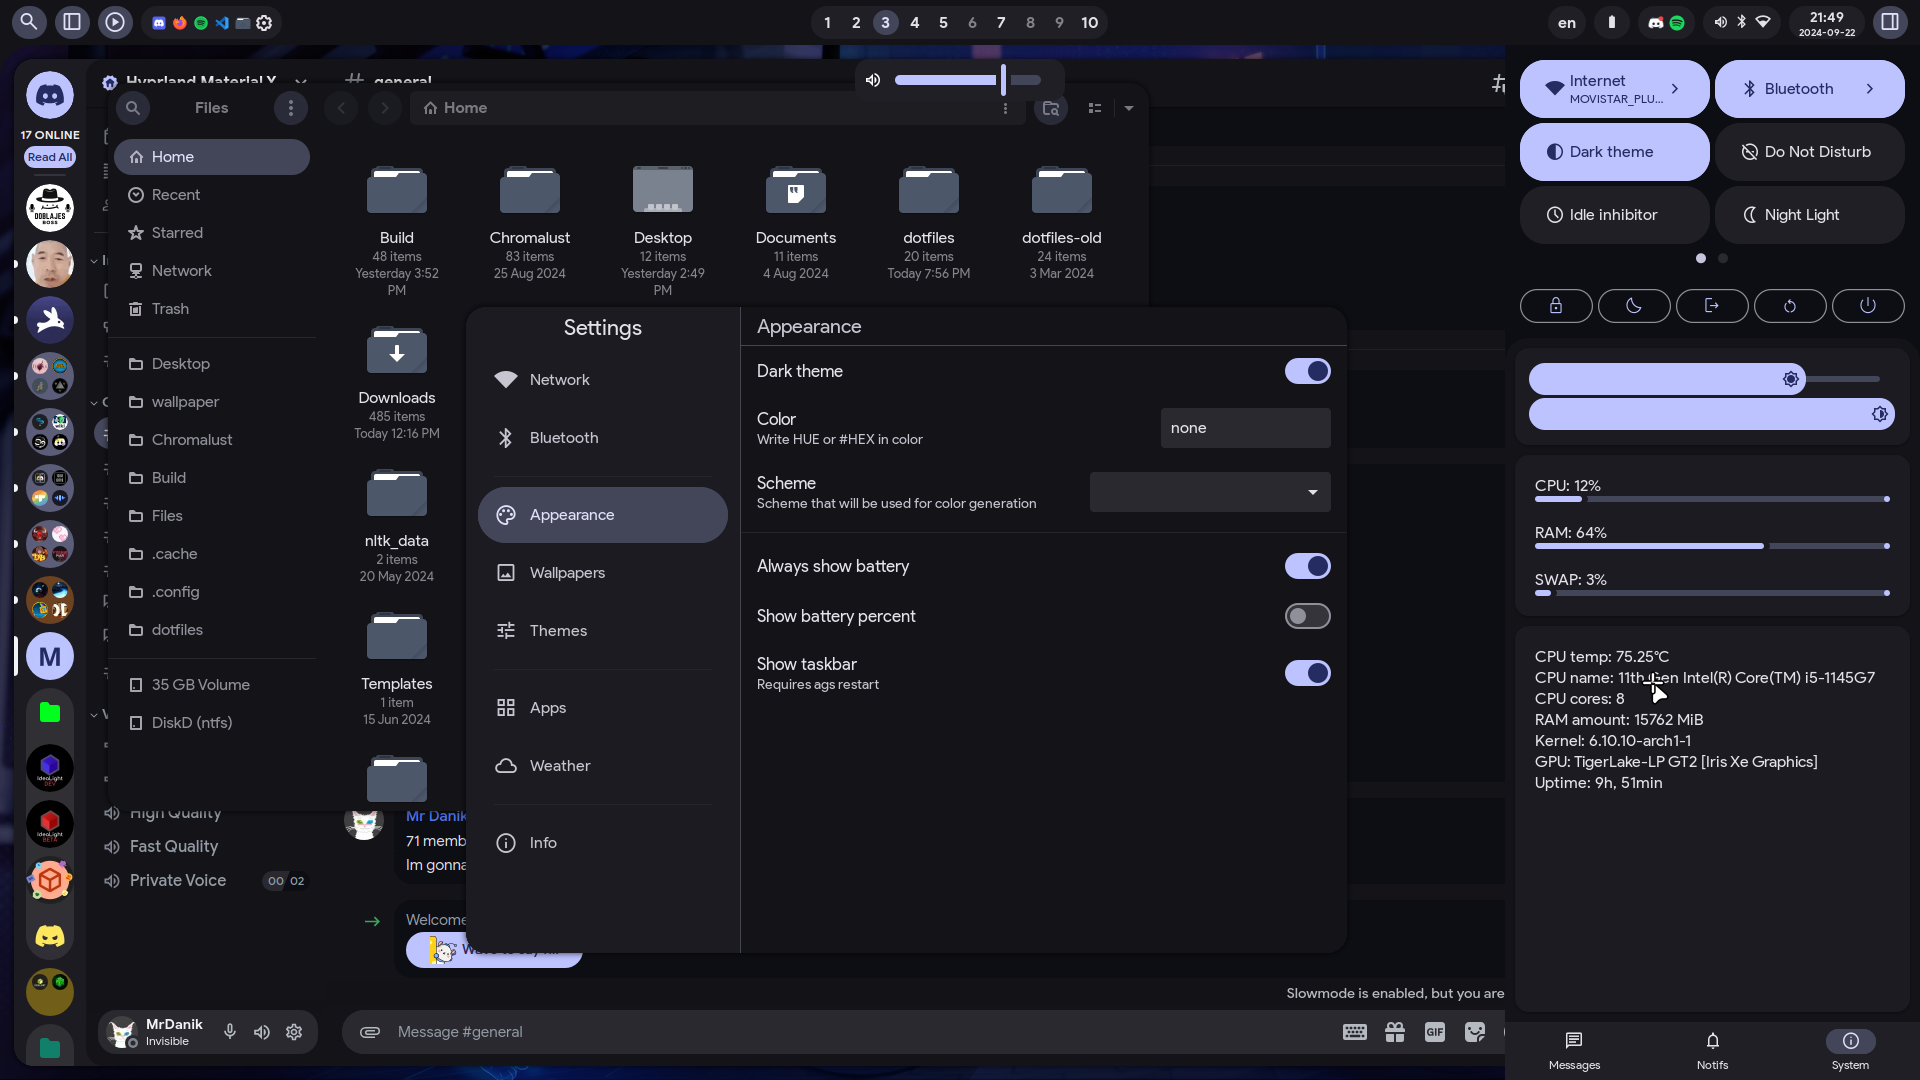 1 2 3 4 5 6 7 8 9 10
en
21:49
2024-09-22
17 ONLINE
Read All
DOBLAJES
BOSS
M
Hyprland Material Y
general
High Quality
Fast Quality
Private Voice
00 02
MrDanik
Invisible
Mr Danik
71 memb
Im gonna
Welcome
Message #general
GIF
Slowmode is enabled, but you are
Files
Home
Home
Recent
Starred
Network
Trash
Desktop
wallpaper
Chromalust
Build
Files
.cache
.config
dotfiles
35 GB Volume
DiskD (ntfs)
Build
48 items
Yesterday 3:52
PM
Chromalust
83 items
25 Aug 2024
Desktop
12 items
Yesterday 2:49
PM
Documents
11 items
4 Aug 2024
dotfiles
20 items
Today 7:56 PM
dotfiles-old
24 items
3 Mar 2024
Downloads
485 items
Today 12:16 PM
nltk_data
2 items
20 May 2024
Templates
1 item
15 Jun 2024
Settings
Network
Bluetooth
Appearance
Wallpapers
Themes
Apps
Weather
Info
Appearance
Dark theme
Color
Write HUE or #HEX in color
none
Scheme
Scheme that will be used for color generation
Always show battery
Show battery percent
Show taskbar
Requires ags restart
Internet
MOVISTAR_PLU...
Bluetooth
Dark theme
Do Not Disturb
Idle inhibitor
Night Light
CPU: 12%
RAM: 64%
SWAP: 3%
CPU temp: 75.25°C
CPU name: 11th Gen Intel(R) Core(TM) i5-1145G7
CPU cores: 8
RAM amount: 15762 MiB
Kernel: 6.10.10-arch1-1
GPU: TigerLake-LP GT2 [Iris Xe Graphics]
Uptime: 9h, 51min
Messages
Notifs
System